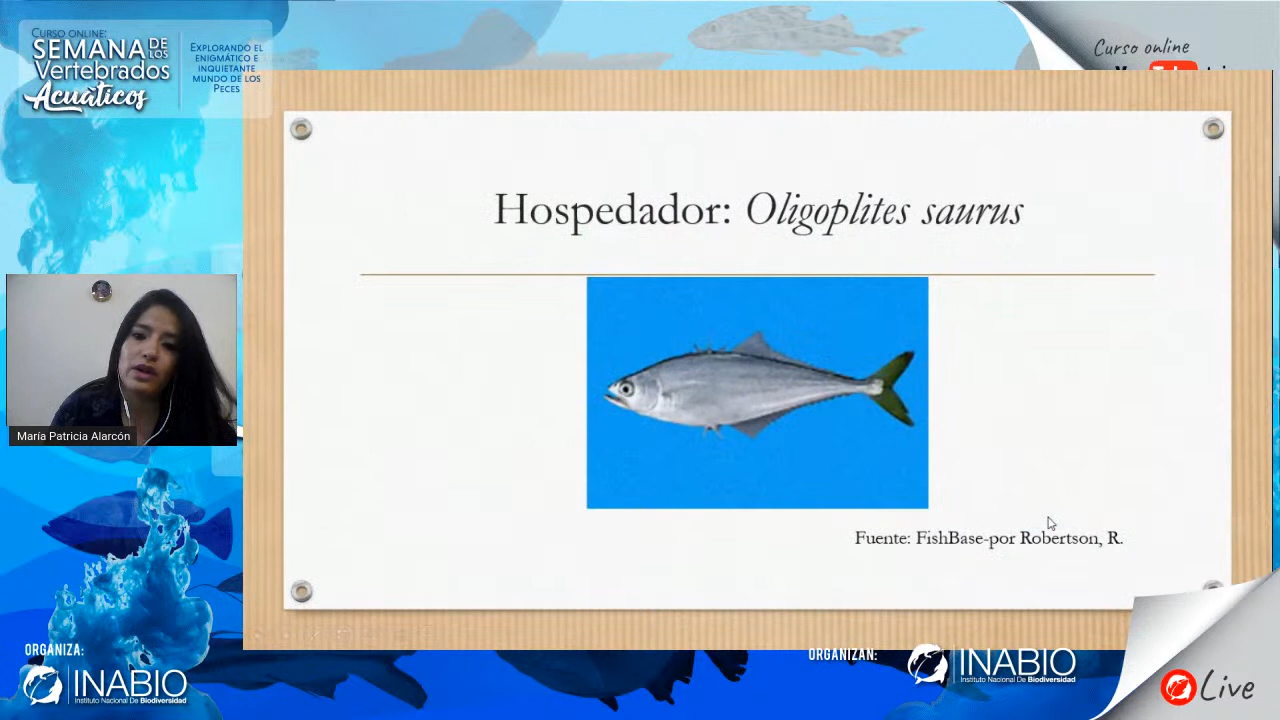 CURSO ONLINE:
SEMANA DE LOS
Vertebrados
Acuáticos
EXPLORANDO EL
ENIGMÁTICO E
INQUIETANTE
MUNDO DE LOS
PECES
Curso online
Hospedador: Oligoplites saurus
María Patricia Alarcón
Fuente: FishBase-por Robertson, R.
ORGANIZA:
INABIO
Instituto Nacional De Biodiversidad
ORGANIZAN:
INABIO
Instituto Nacional De Biodiversidad
Live